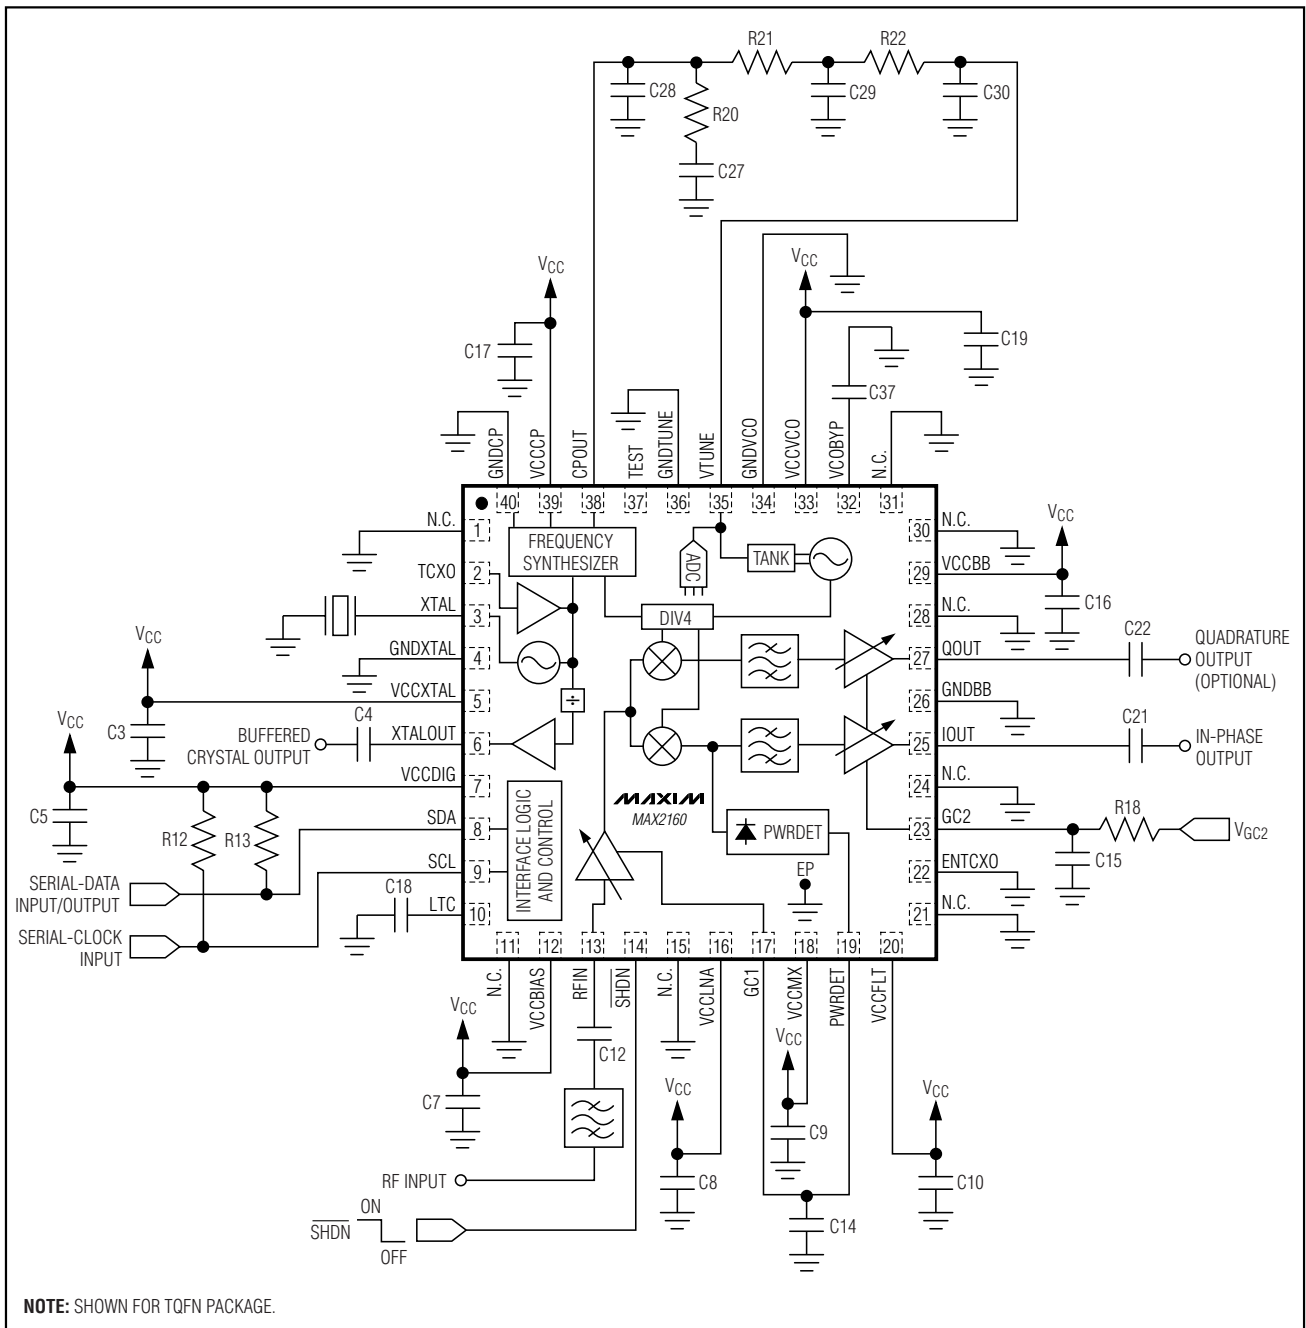 R21
R22
C28
C29
C30
R20
C27
VCC
VCC
C17
C19
C37
GNDCP
VCCCP
CPOUT
TEST
GNDTUNE
VTUNE
GNDVCO
VCCVCO
VCOBYP
N.C.
40
39
38
37
36
35
34
33
32
31
N.C.
1
TCXO
2
XTAL
3
GNDXTAL
4
VCC
VCCXTAL
5
C3
BUFFERED
CRYSTAL OUTPUT
C4
XTALOUT
6
VCC
VCCDIG
7
C5
R12
R13
SDA
8
SCL
9
SERIAL-DATA
INPUT/OUTPUT
C18
LTC
10
SERIAL-CLOCK
INPUT
FREQUENCY
SYNTHESIZER
ADC
TANK
DIV4
÷
MAXIM
MAX2160
INTERFACE LOGIC
AND CONTROL
PWRDET
EP
30
N.C.
VCC
29
VCCBB
C16
28
N.C.
27
QOUT
C22
QUADRATURE
OUTPUT
(OPTIONAL)
26
GNDBB
25
IOUT
C21
IN-PHASE
OUTPUT
24
N.C.
23
GC2
R18
VGC2
C15
22
ENTCXO
21
N.C.
11
12
13
14
15
16
17
18
19
20
N.C.
VCCBIAS
RFIN
SHDN
N.C.
VCCLNA
GC1
VCCMX
PWRDET
VCCFLT
VCC
C7
C12
VCC
C8
VCC
C9
VCC
C10
C14
RF INPUT
SHDN
ON
OFF
NOTE: SHOWN FOR TQFN PACKAGE.